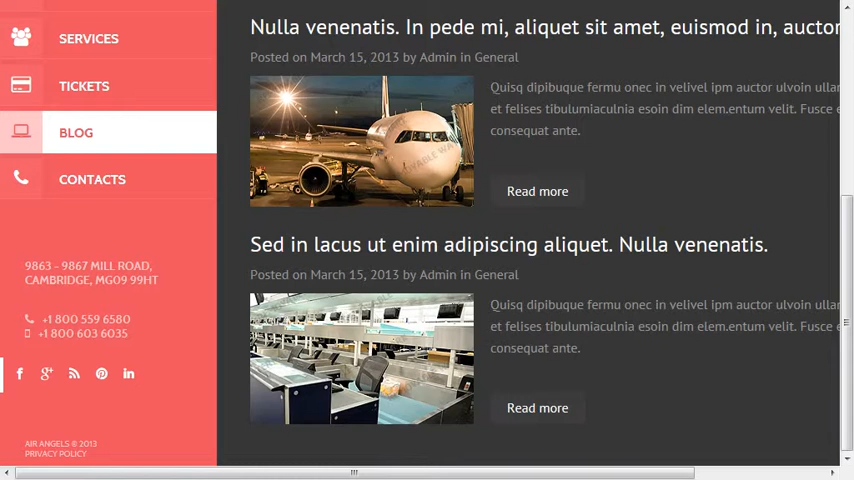 SERVICES
TICKETS
BLOG
CONTACTS
9863 - 9867 MILL ROAD,
CAMBRIDGE, MG09 99HT
+1 800 559 6580
+1 800 603 6035
AIR ANGELS © 2013
PRIVACY POLICY
Nulla venenatis. In pede mi, aliquet sit amet, euismod in, auctor
Posted on March 15, 2013 by Admin in General
Quisq dipibuque fermu onec in velivel ipm auctor ulvoin ullar
et felises tibulumiaculnia esoin dim elem.entum velit. Fusce e
consequat ante.
Read more
Sed in lacus ut enim adipiscing aliquet. Nulla venenatis.
Posted on March 15, 2013 by Admin in General
Quisq dipibuque fermu onec in velivel ipm auctor ulvoin ullar
et felises tibulumiaculnia esoin dim elem.entum velit. Fusce e
consequat ante.
Read more